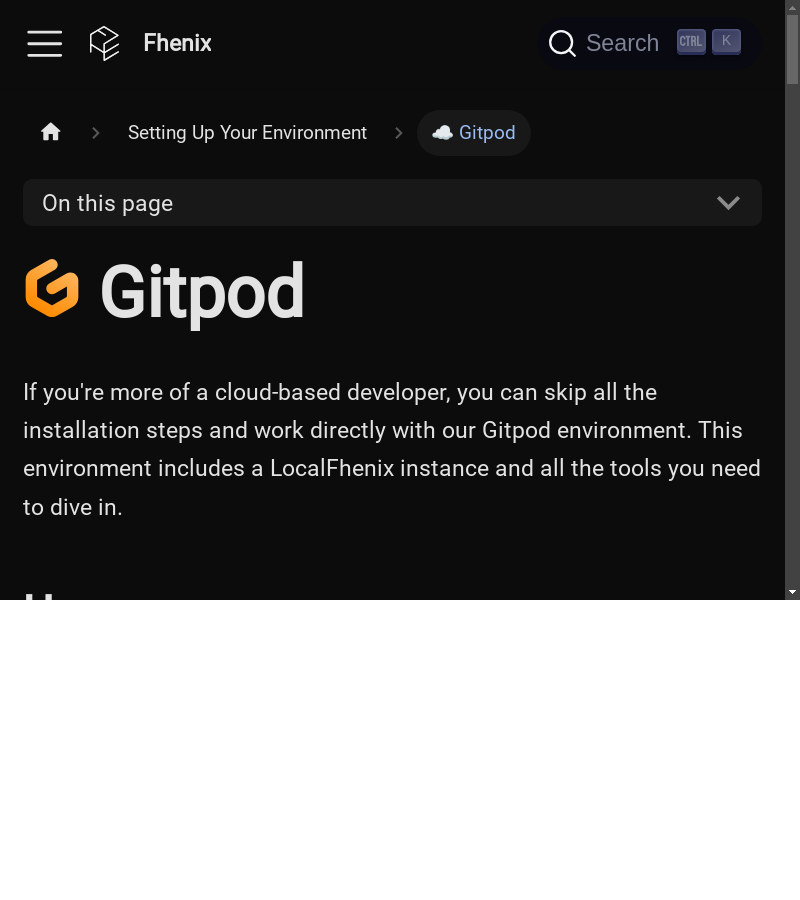 Fhenix
Search CTRL K
Setting Up Your Environment
☁️ Gitpod
On this page
Gitpod
If you're more of a cloud-based developer, you can skip all the
installation steps and work directly with our Gitpod environment. This
environment includes a LocalFhenix instance and all the tools you need
to dive in.